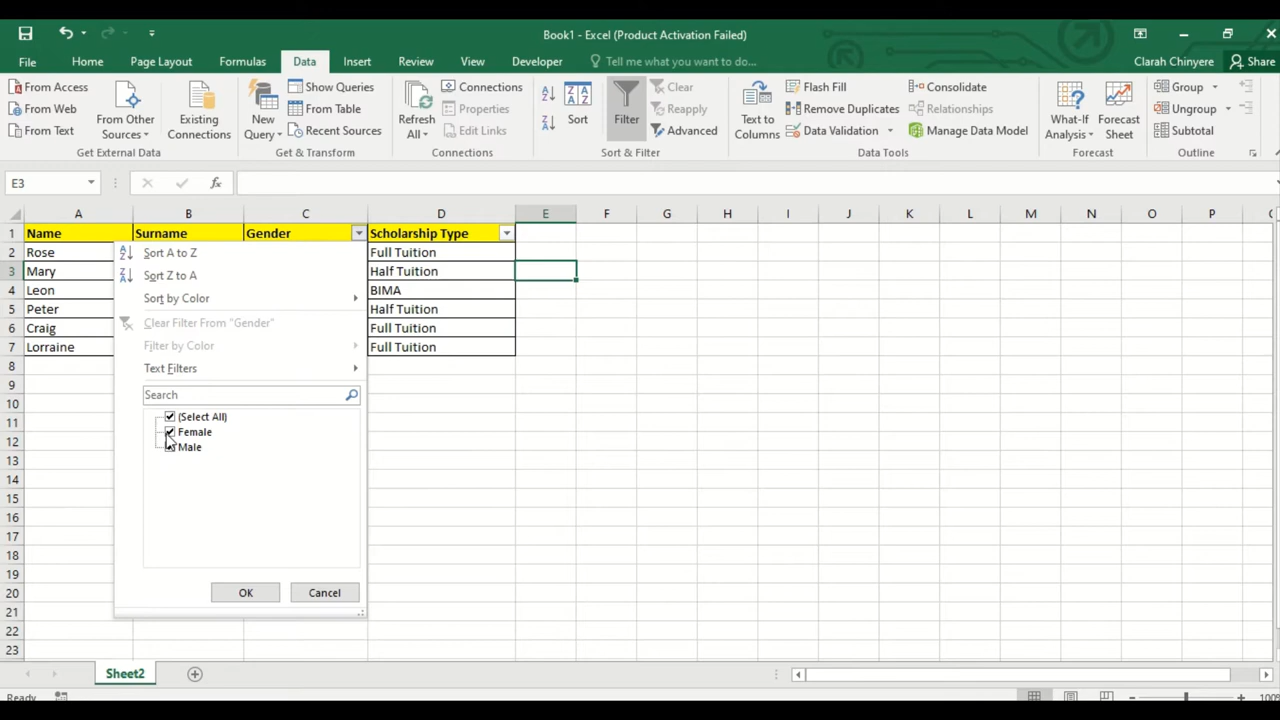 Book1 - Excel (Product Activation Failed)
File Home Page Layout Formulas Data Insert Review View Developer Tell me what you want to do... Clarah Chinyere Share
From Access
From Web
From Text
From Other Sources
Existing Connections
Get External Data
New Query
Show Queries
From Table
Recent Sources
Get & Transform
Refresh All
Connections
Properties
Edit Links
Connections
Sort
Filter
Clear
Reapply
Advanced
Sort & Filter
Text to Columns
Flash Fill
Remove Duplicates
Data Validation
Consolidate
Relationships
Manage Data Model
Data Tools
What-If Analysis
Forecast Sheet
Forecast
Group
Ungroup
Subtotal
Outline
E3 fx
A B C D E F G H I J K L M N O P
1 Name Surname Gender Scholarship Type
2 Rose Full Tuition
3 Mary Half Tuition
4 Leon BIMA
5 Peter Half Tuition
6 Craig Full Tuition
7 Lorraine Full Tuition
8
9
10
11
12
13
14
15
16
17
18
19
20
21
22
23
Sort A to Z
Sort Z to A
Sort by Color
Clear Filter From "Gender"
Filter by Color
Text Filters
Search
(Select All)
Female
Male
OK Cancel
Sheet2
Ready
100%